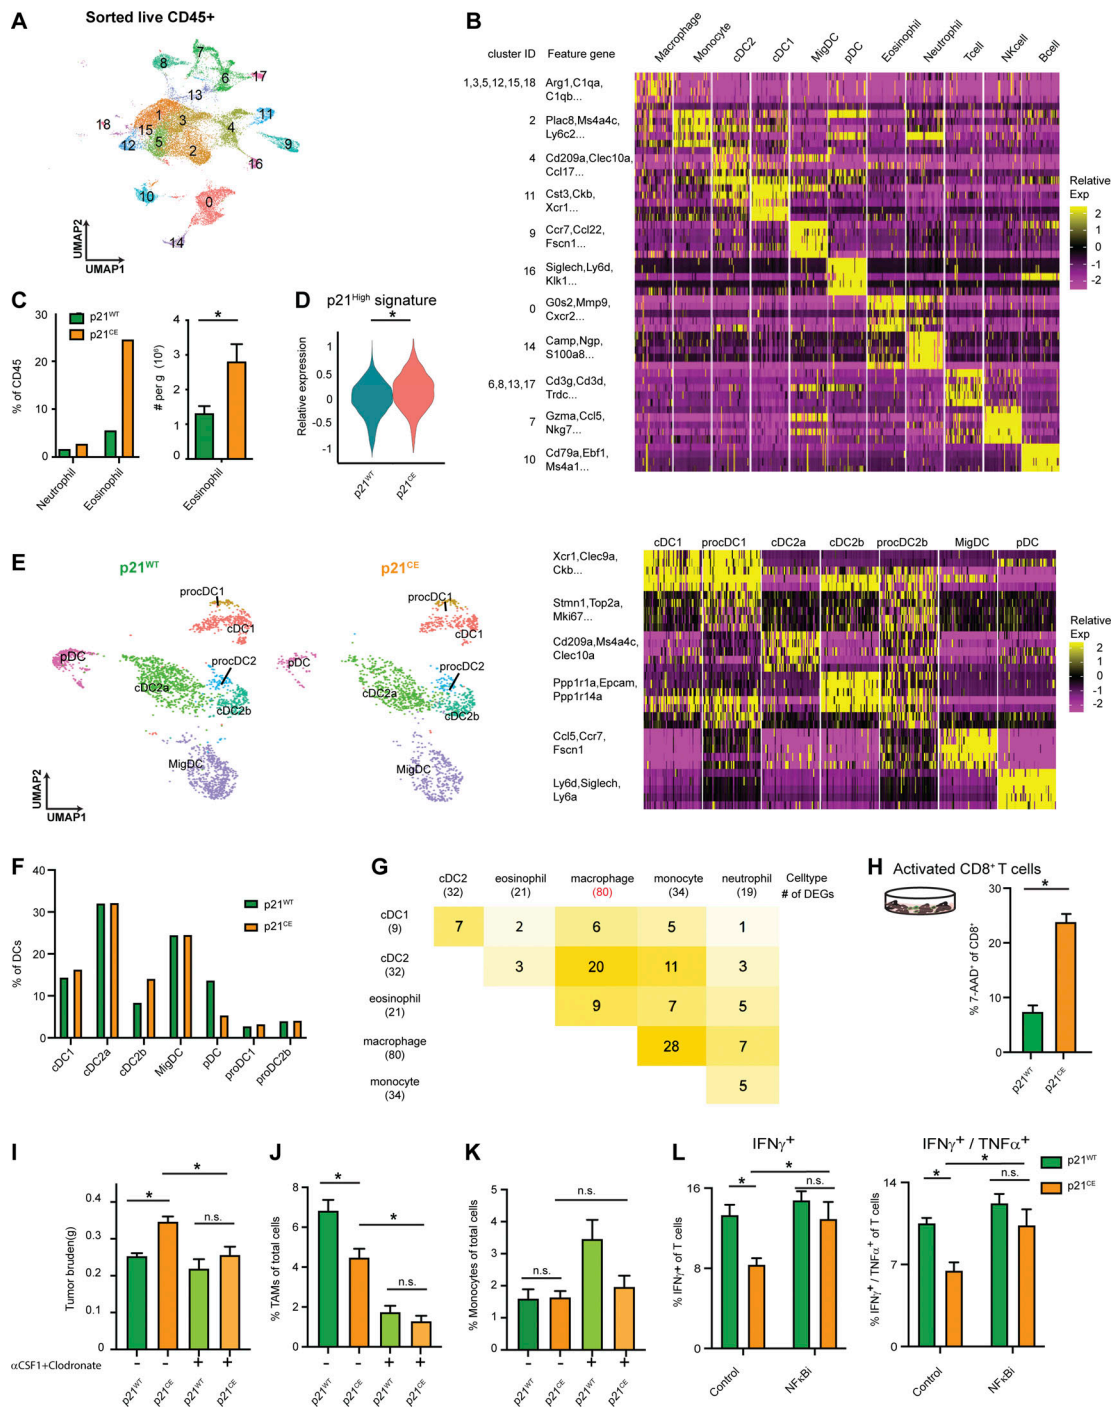 A
Sorted live CD45+
8
7
6
17
13
1
3
18
15
12
5
4
11
2
9
16
10
0
14
UMAP2
UMAP1
B
cluster ID
Feature gene
Macrophage
Monocyte
cDC2
cDC1
MigDC
pDC
Eosinophil
Neutrophil
Tcell
NKcell
Bcell
1,3,5,12,15,18
Arg1,C1qa,
C1qb...
2
Plac8,Ms4a4c,
Ly6c2...
4
Cd209a,Clec10a,
Ccl17...
11
Cst3,Ckb,
Xcr1...
9
Ccr7,Ccl22,
Fscn1...
16
Siglech,Ly6d,
Klk1...
0
G0s2,Mmp9,
Cxcr2...
14
Camp,Ngp,
S100a8...
6,8,13,17
Cd3g,Cd3d,
Trdc...
7
Gzma,Ccl5,
Nkg7...
10
Cd79a,Ebf1,
Ms4a1...
Relative
Exp
2
1
0
-1
-2
C
p21WT
p21CE
% of CD45
30
20
10
0
Neutrophil
Eosinophil
# per g (10⁶)
4
3
2
1
0
*
Eosinophil
D
p21High signature
Relative expression
1
0.5
0
-0.5
-1
*
p21WT
p21CE
E
p21WT
p21CE
procDC1
cDC1
pDC
procDC2
cDC2a
cDC2b
MigDC
procDC1
cDC1
pDC
procDC2
cDC2a
cDC2b
MigDC
UMAP2
UMAP1
cDC1
procDC1
cDC2a
cDC2b
procDC2b
MigDC
pDC
Xcr1,Clec9a,
Ckb...
Stmn1,Top2a,
Mki67...
Cd209a,Ms4a4c,
Clec10a
Ppp1r1a,Epcam,
Ppp1r14a
Ccl5,Ccr7,
Fscn1
Ly6d,Siglech,
Ly6a
Relative
Exp
2
1
0
-1
-2
F
% of DCs
40
30
20
10
0
p21WT
p21CE
cDC1
cDC2a
cDC2b
MigDC
pDC
proDC1
proDC2b
G
cDC2
(32)
eosinophil
(21)
macrophage
(80)
monocyte
(34)
neutrophil
(19)
Celltype
# of DEGs
cDC1
(9)
7 2 6 5 1
cDC2
(32)
3 20 11 3
eosinophil
(21)
9 7 5
macrophage
(80)
28 7
monocyte
(34)
5
H
Activated CD8⁺ T cells
% 7-AAD⁺ of CD8⁺
30
20
10
0
*
p21WT
p21CE
I
Tumor bruden(g)
0.4
0.3
0.2
0.1
0
*
*
n.s.
αCSF1+Clodronate
- - + +
p21WT
p21CE
p21WT
p21CE
J
% TAMs of total cells
8
6
4
2
0
*
*
n.s.
- - + +
p21WT
p21CE
p21WT
p21CE
K
% Monocytes of total cells
5
4
3
2
1
0
n.s.
n.s.
- - + +
p21WT
p21CE
p21WT
p21CE
L
IFNγ⁺
% IFNγ+ of T cells
16
12
8
4
0
*
*
n.s.
Control
NFκBi
IFNγ⁺ / TNFα⁺
% IFNγ⁺ / TNFα⁺ of T cells
14
7
0
*
*
n.s.
Control
NFκBi
p21WT
p21CE